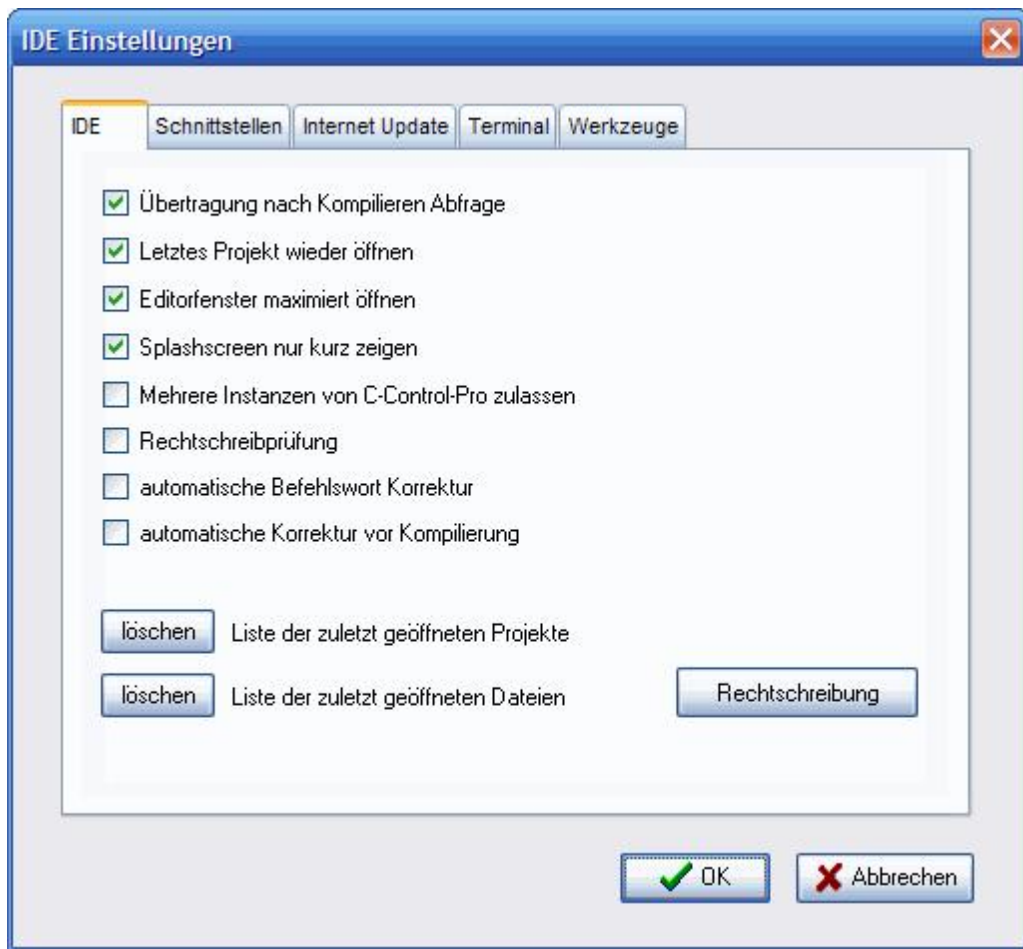 IDE Einstellungen
IDE Schnittstellen Internet Update Terminal Werkzeuge
Übertragung nach Kompilieren Abfrage
Letztes Projekt wieder öffnen
Editorfenster maximiert öffnen
Splashscreen nur kurz zeigen
Mehrere Instanzen von C-Control-Pro zulassen
Rechtschreibprüfung
automatische Befehlswort Korrektur
automatische Korrektur vor Kompilierung
löschen Liste der zuletzt geöffneten Projekte
löschen Liste der zuletzt geöffneten Dateien Rechtschreibung
OK Abbrechen